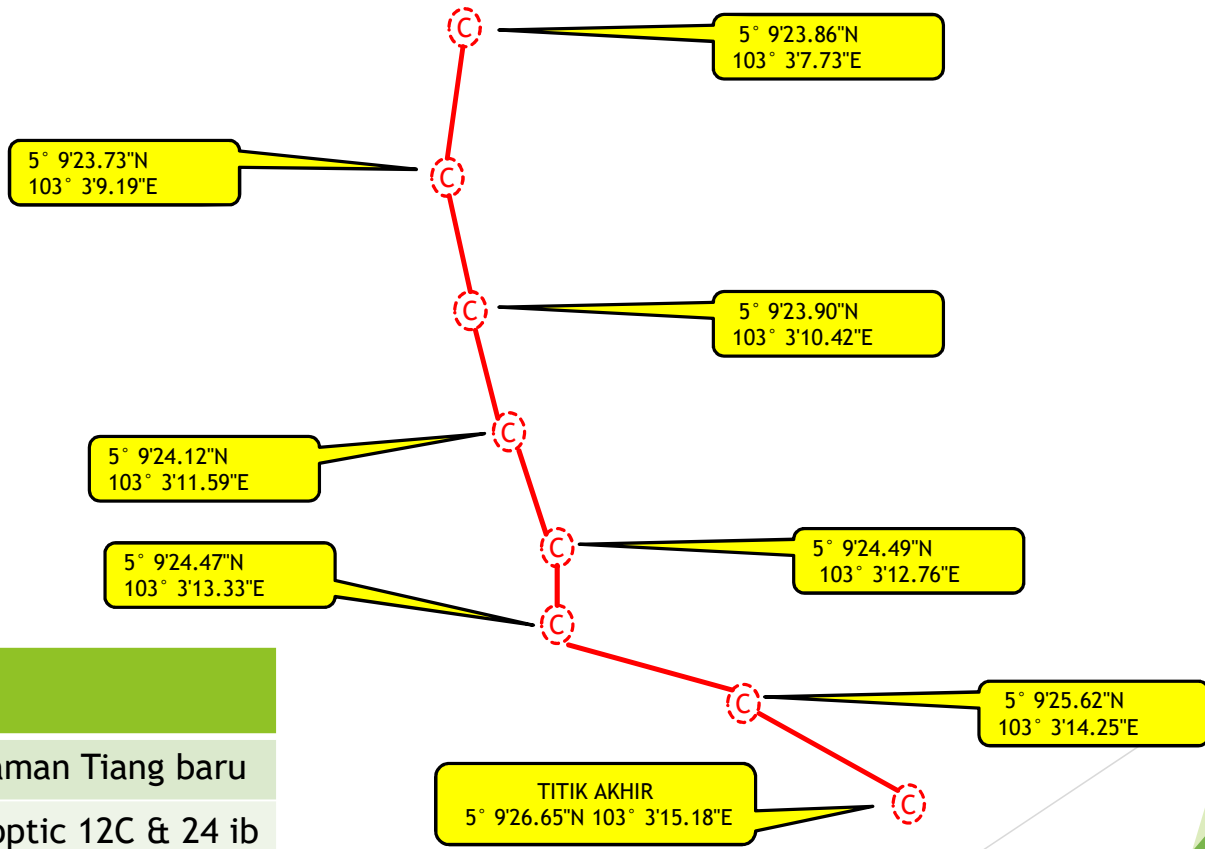 C
5° 9'23.86"N
103° 3'7.73"E
5° 9'23.73"N
103° 3'9.19"E
C
C
5° 9'23.90"N
103° 3'10.42"E
5° 9'24.12"N
103° 3'11.59"E
C
C
5° 9'24.49"N
103° 3'12.76"E
5° 9'24.47"N
103° 3'13.33"E
C
C
5° 9'25.62"N
103° 3'14.25"E
aman Tiang baru
optic 12C & 24 ib
TITIK AKHIR
5° 9'26.65"N 103° 3'15.18"E
C